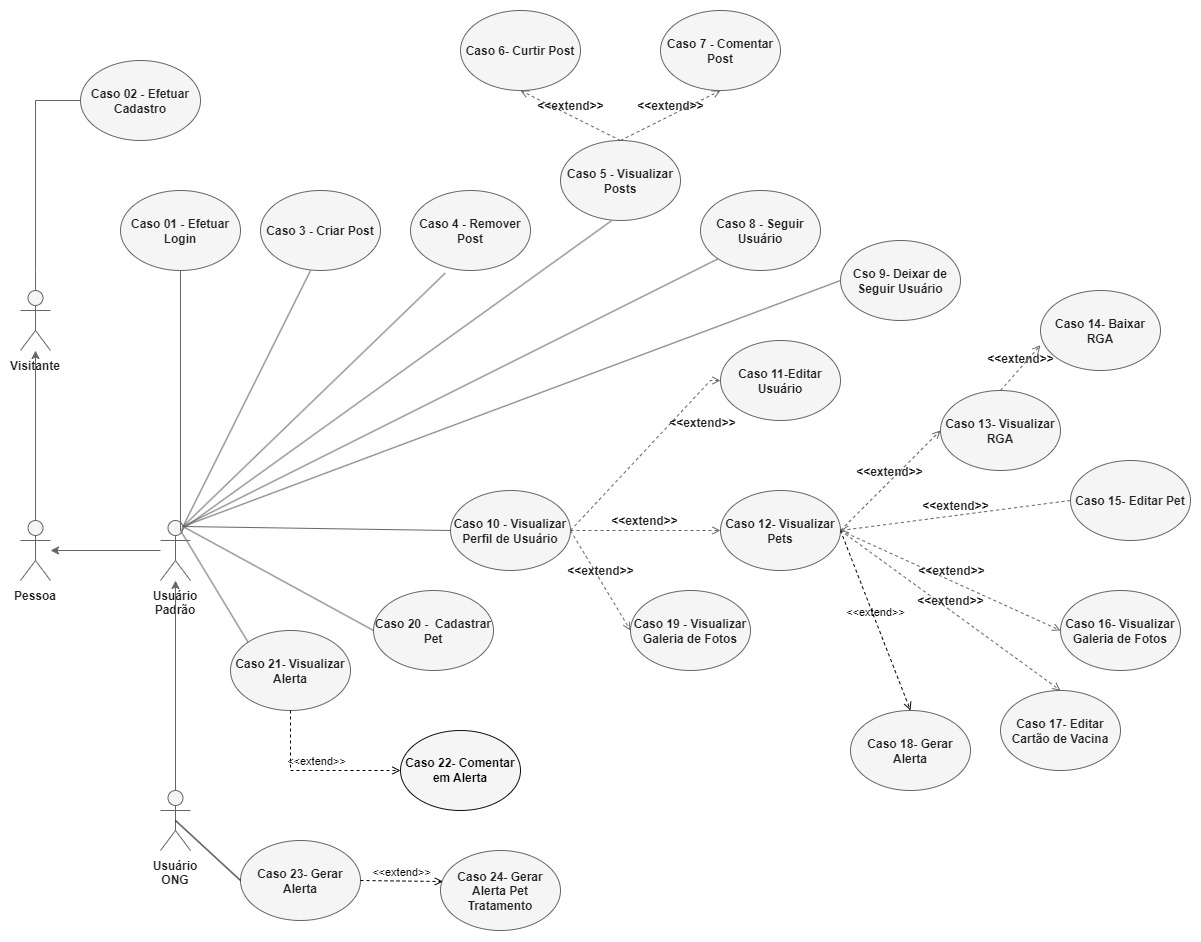 Caso 6- Curtir Post
Caso 7 - Comentar
Post
Caso 02 - Efetuar
Cadastro
<<extend>>
<<extend>>
Caso 5 - Visualizar
Posts
Caso 01 - Efetuar
Login
Caso 3 - Criar Post
Caso 4 - Remover
Post
Caso 8 - Seguir
Usuário
Cso 9- Deixar de
Seguir Usuário
Visitante
Caso 14- Baixar
RGA
<<extend>>
Caso 11-Editar
Usuário
<<extend>>
Caso 13- Visualizar
RGA
<<extend>>
Caso 15- Editar Pet
<<extend>>
Caso 10 - Visualizar
Perfil de Usuário
<<extend>>
Caso 12- Visualizar
Pets
<<extend>>
<<extend>>
<<extend>>
<<extend>>
Pessoa
Usuário
Padrão
Caso 20 -  Cadastrar
Pet
Caso 19 - Visualizar
Galeria de Fotos
Caso 16- Visualizar
Galeria de Fotos
Caso 21- Visualizar
Alerta
Caso 17- Editar
Cartão de Vacina
Caso 18- Gerar
Alerta
<<extend>>
Caso 22- Comentar
em Alerta
Usuário
ONG
Caso 23- Gerar
Alerta
<<extend>>
Caso 24- Gerar
Alerta Pet
Tratamento